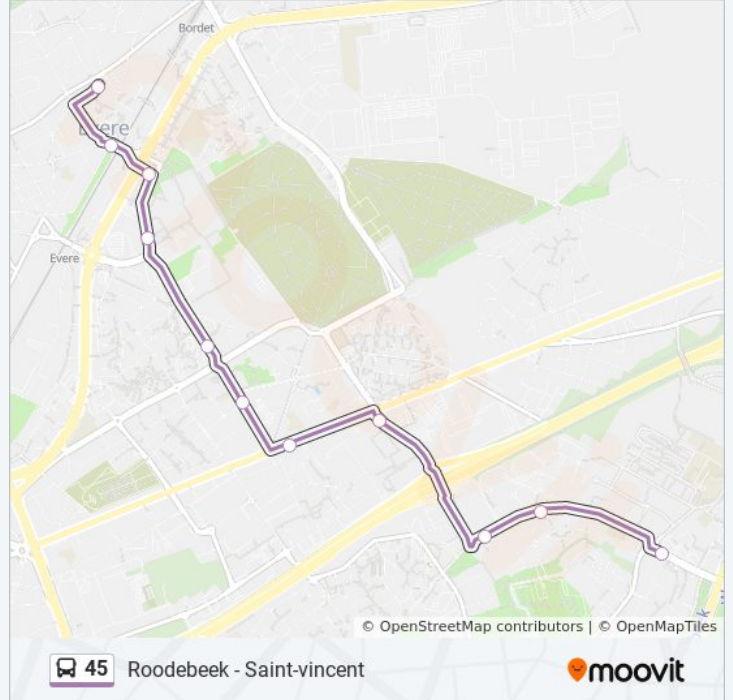 Bordet
Evere
Evere
© OpenStreetMap contributors | © OpenMapTiles
45 Roodebeek - Saint-vincent
moovit